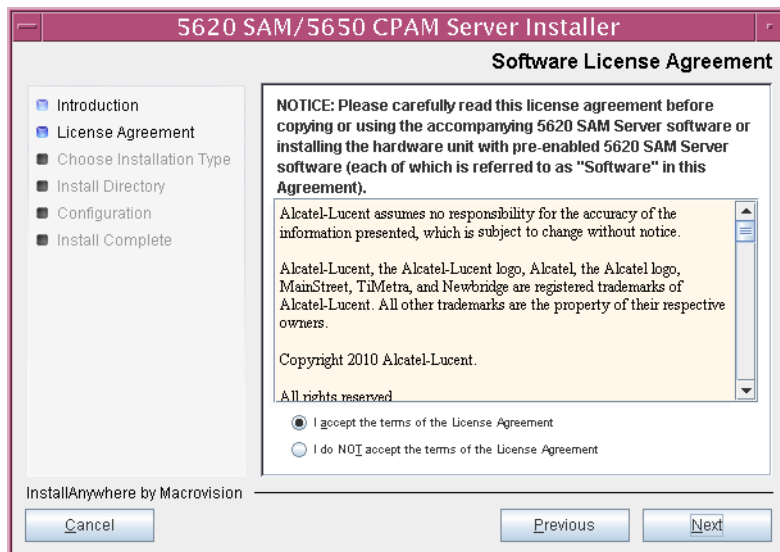 5620 SAM/5650 CPAM Server Installer
Software License Agreement
Introduction
License Agreement
Choose Installation Type
Install Directory
Configuration
Install Complete
NOTICE: Please carefully read this license agreement before
copying or using the accompanying 5620 SAM Server software or
installing the hardware unit with pre-enabled 5620 SAM Server
software (each of which is referred to as "Software" in this
Agreement).
Alcatel-Lucent assumes no responsibility for the accuracy of the
information presented, which is subject to change without notice.
Alcatel-Lucent, the Alcatel-Lucent logo, Alcatel, the Alcatel logo,
MainStreet, TiMetra, and Newbridge are registered trademarks of
Alcatel-Lucent. All other trademarks are the property of their respective
owners.
Copyright 2010 Alcatel-Lucent.
All rights reserved
I accept the terms of the License Agreement
I do NOT accept the terms of the License Agreement
InstallAnywhere by Macrovision
Cancel
Previous
Next